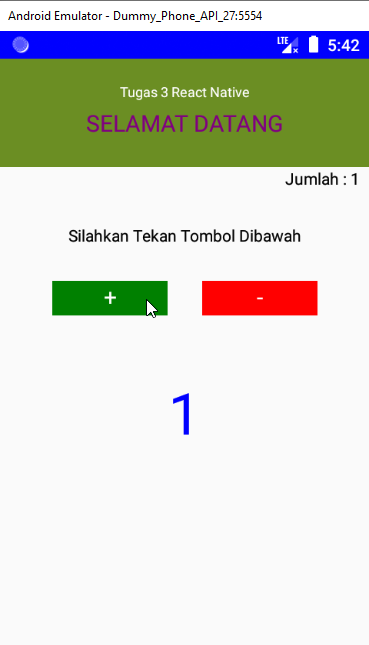 Android Emulator - Dummy_Phone_API_27:5554
LTE 5:42
Tugas 3 React Native
SELAMAT DATANG
Jumlah : 1
Silahkan Tekan Tombol Dibawah
+ -
1